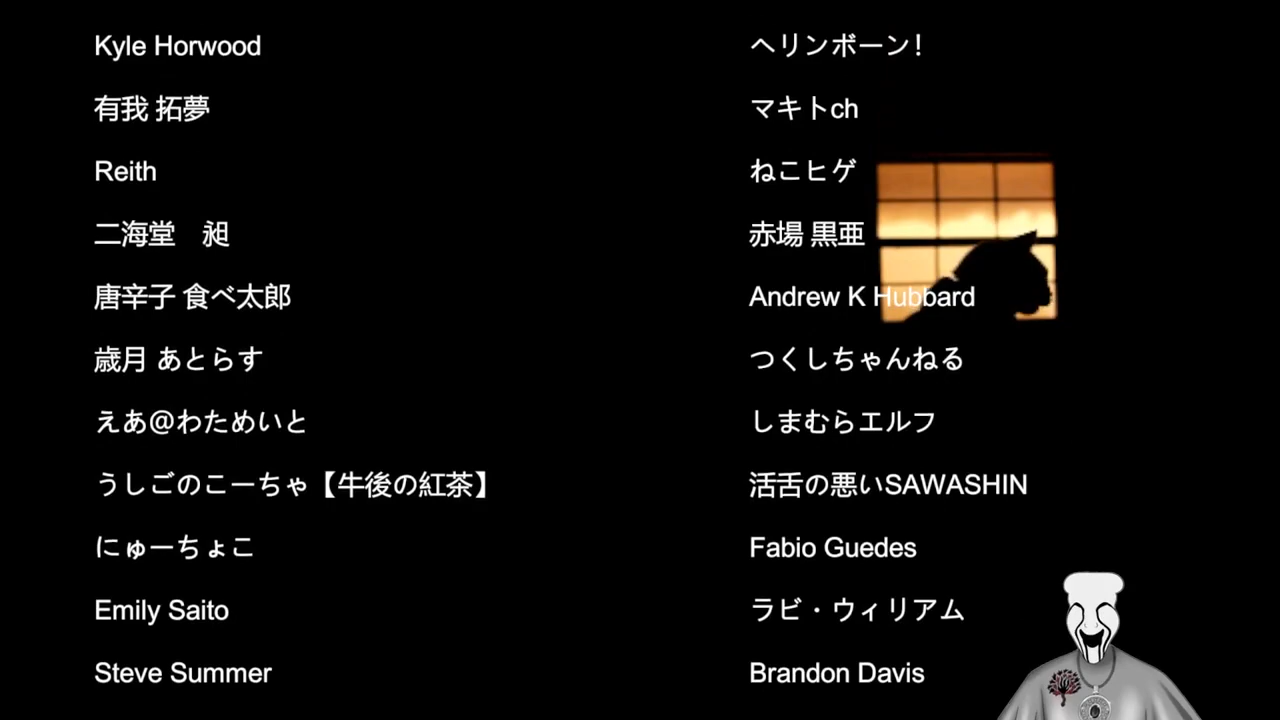 Kyle Horwood
有我 拓夢
Reith
二海堂　昶
唐辛子 食べ太郎
歳月 あとらす
えあ@わためいと
うしごのこーちゃ【牛後の紅茶】
にゅーちょこ
Emily Saito
Steve Summer
ヘリンボーン!
マキトch
ねこヒゲ
赤場 黒亜
Andrew K Hubbard
つくしちゃんねる
しまむらエルフ
活舌の悪いSAWASHIN
Fabio Guedes
ラビ・ウィリアム
Brandon Davis